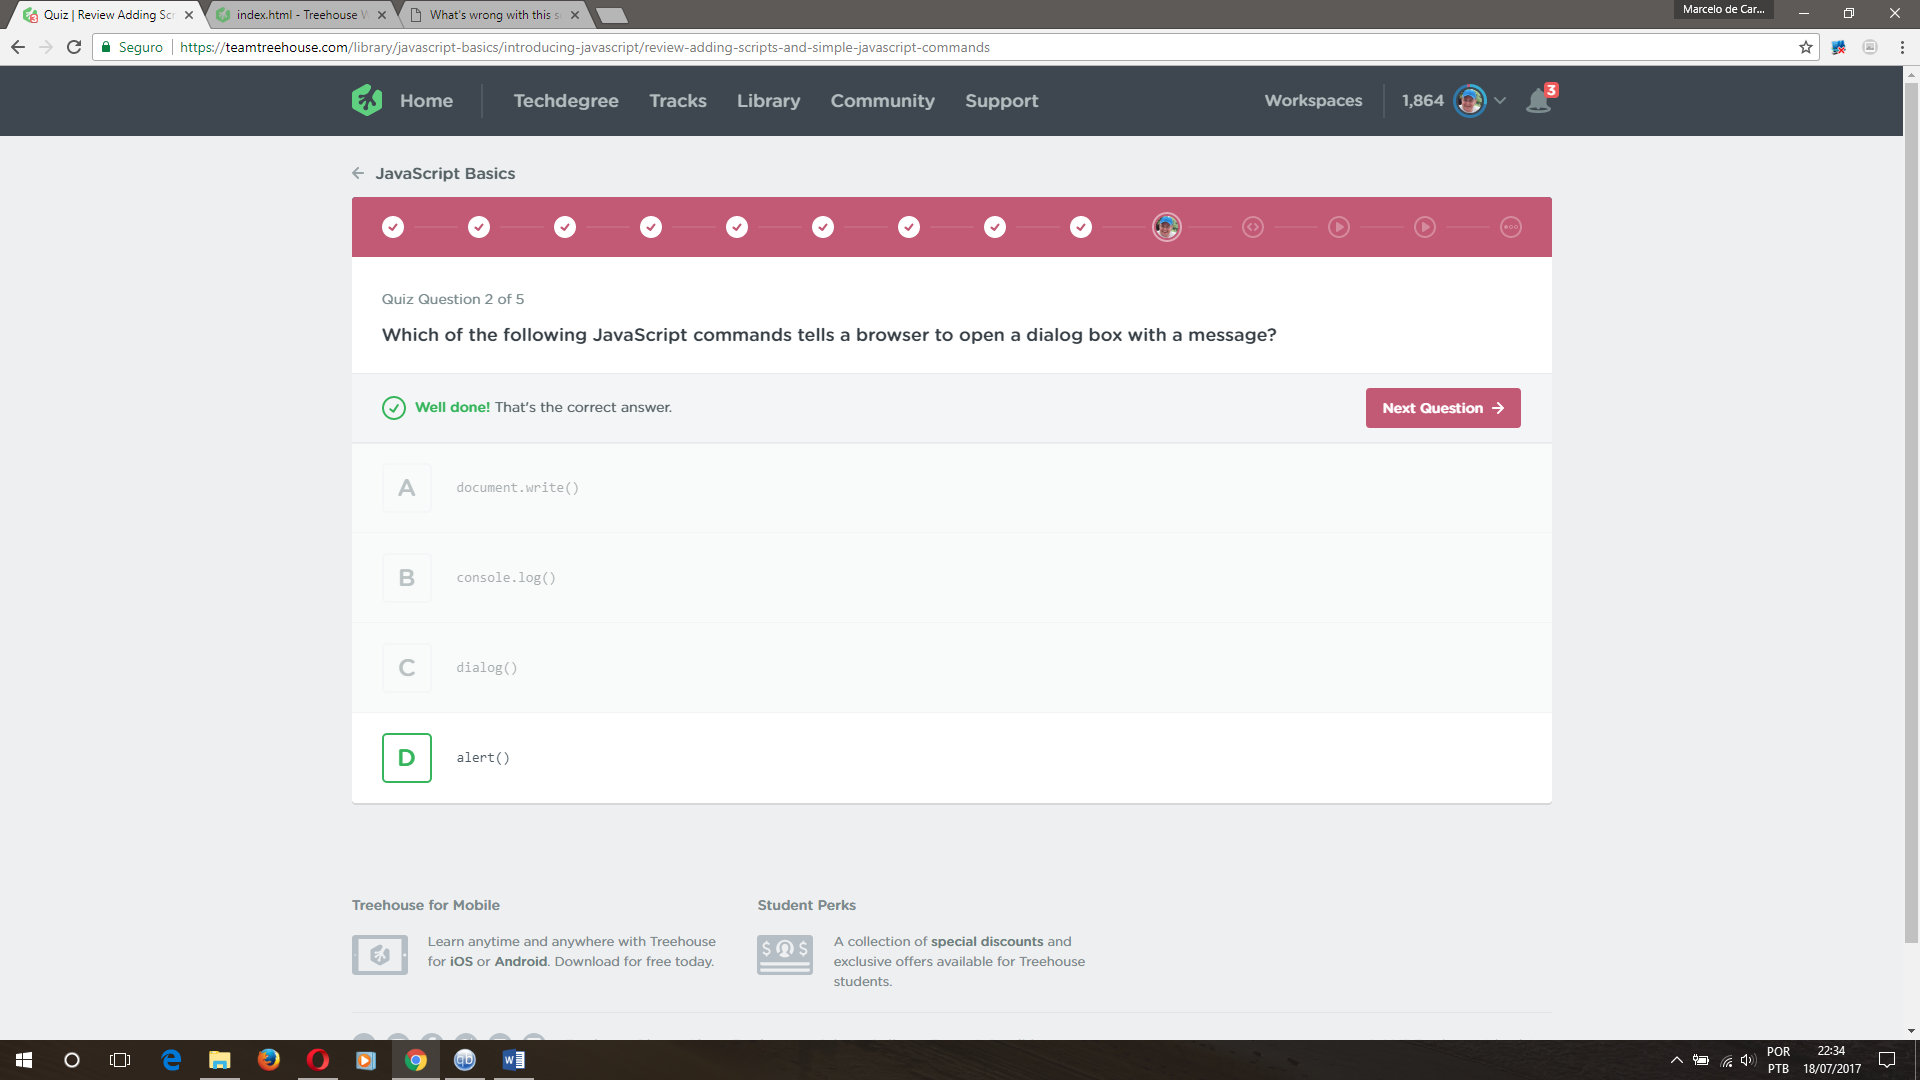 Quiz | Review Adding Scr
index.html - Treehouse W
What's wrong with this s
Marcelo de Car...
Seguro
https://teamtreehouse.com/library/javascript-basics/introducing-javascript/review-adding-scripts-and-simple-javascript-commands
Home
Techdegree
Tracks
Library
Community
Support
Workspaces
1,864
3
JavaScript Basics
Quiz Question 2 of 5
Which of the following JavaScript commands tells a browser to open a dialog box with a message?
Well done! That's the correct answer.
Next Question
A document.write()
B console.log()
C dialog()
D alert()
Treehouse for Mobile
Learn anytime and anywhere with Treehouse
for iOS or Android. Download for free today.
Student Perks
A collection of special discounts and
exclusive offers available for Treehouse
students.
qb
POR
PTB
22:34
18/07/2017